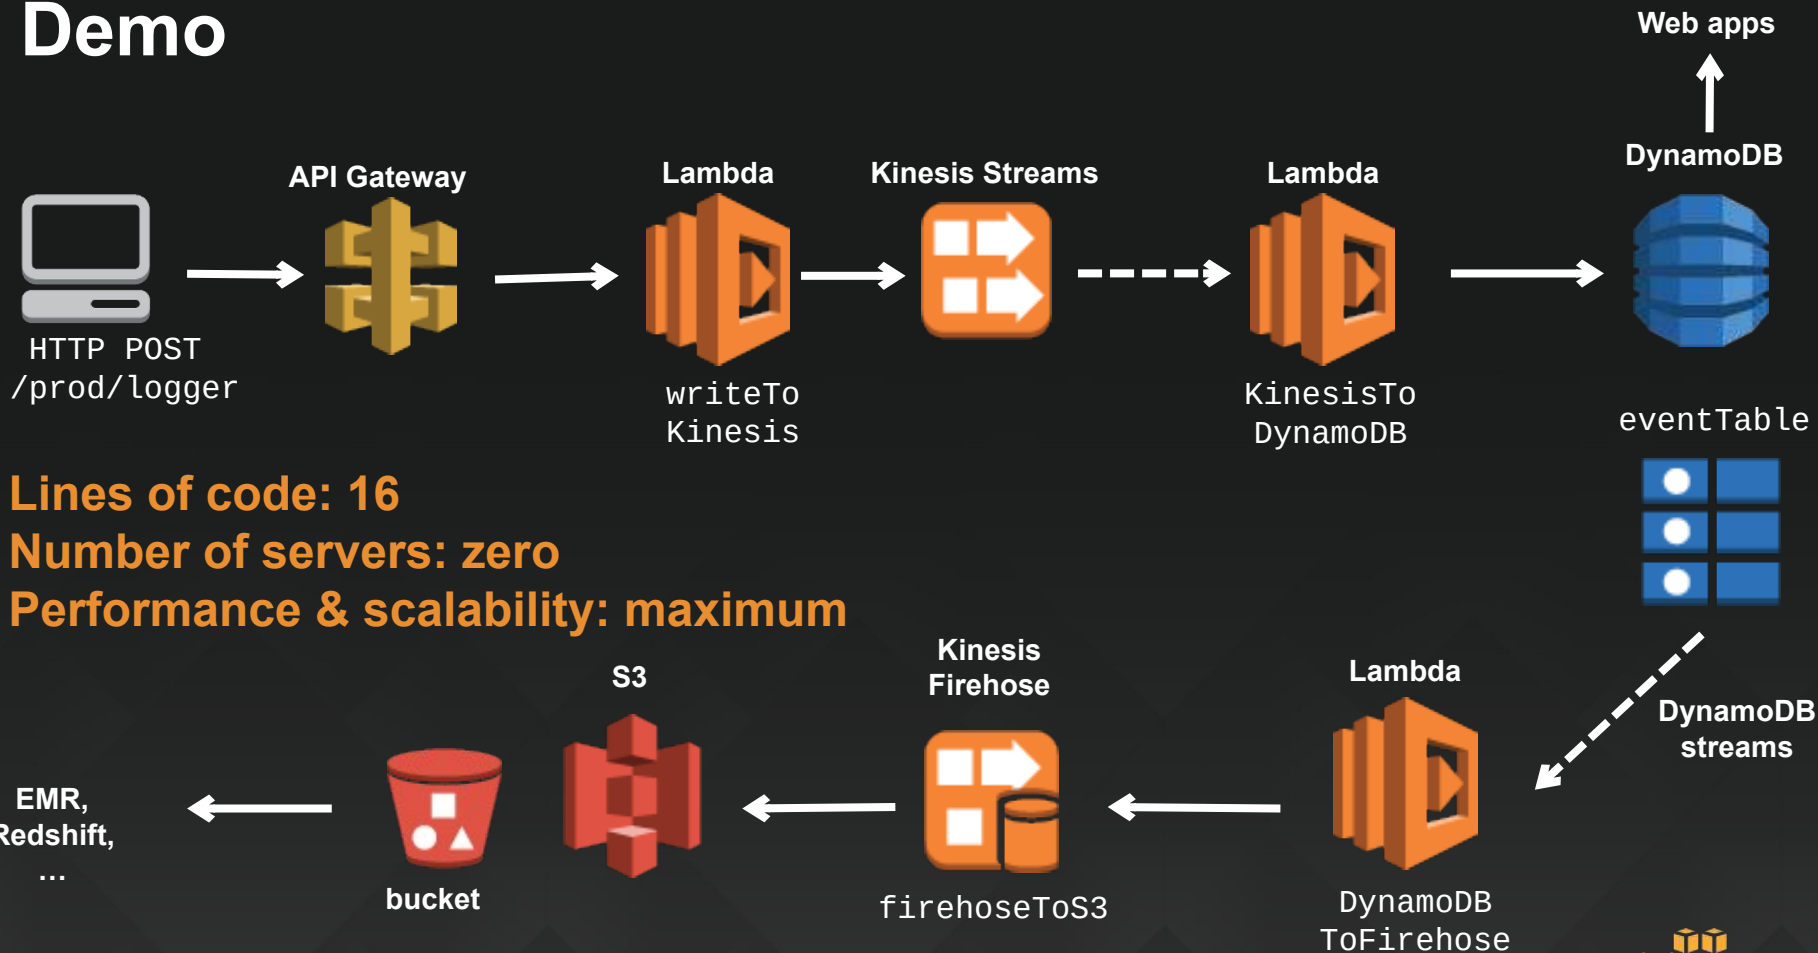 Demo
Web apps
DynamoDB
API Gateway
Lambda
Kinesis Streams
Lambda
HTTP POST
/prod/logger
writeTo
Kinesis
KinesisTo
DynamoDB
eventTable
Lines of code: 16
Number of servers: zero
Performance & scalability: maximum
DynamoDB
streams
Lambda
DynamoDB
ToFirehose
Kinesis
Firehose
firehoseToS3
S3
bucket
EMR,
Redshift,
...